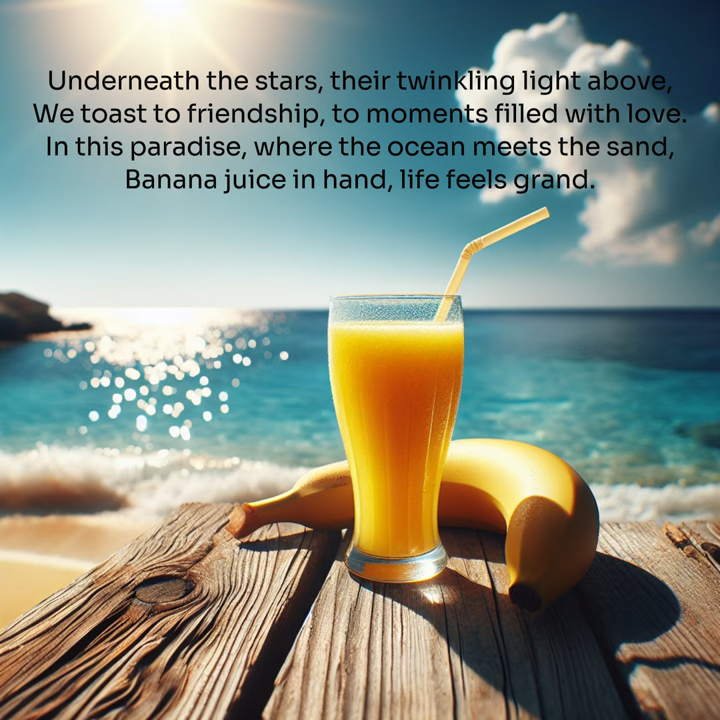 Underneath the stars, their twinkling light above,
We toast to friendship, to moments filled with love.
In this paradise, where the ocean meets the sand,
Banana juice in hand, life feels grand.